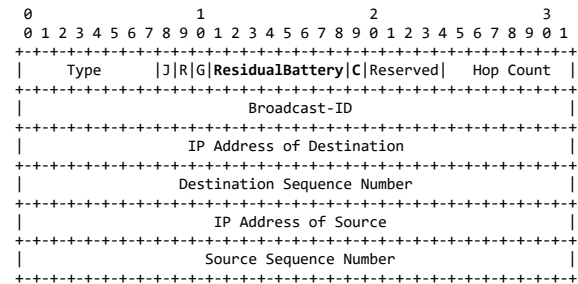 0                   1                   2                   3
0 1 2 3 4 5 6 7 8 9 0 1 2 3 4 5 6 7 8 9 0 1 2 3 4 5 6 7 8 9 0 1
+-+-+-+-+-+-+-+-+-+-+-+-+-+-+-+-+-+-+-+-+-+-+-+-+-+-+-+-+-+-+-+-+
|     Type      |J|R|G|ResidualBattery|C|Reserved|   Hop Count   |
+-+-+-+-+-+-+-+-+-+-+-+-+-+-+-+-+-+-+-+-+-+-+-+-+-+-+-+-+-+-+-+-+
|                         Broadcast-ID                          |
+-+-+-+-+-+-+-+-+-+-+-+-+-+-+-+-+-+-+-+-+-+-+-+-+-+-+-+-+-+-+-+-+
|                   IP Address of Destination                   |
+-+-+-+-+-+-+-+-+-+-+-+-+-+-+-+-+-+-+-+-+-+-+-+-+-+-+-+-+-+-+-+-+
|                  Destination Sequence Number                  |
+-+-+-+-+-+-+-+-+-+-+-+-+-+-+-+-+-+-+-+-+-+-+-+-+-+-+-+-+-+-+-+-+
|                      IP Address of Source                     |
+-+-+-+-+-+-+-+-+-+-+-+-+-+-+-+-+-+-+-+-+-+-+-+-+-+-+-+-+-+-+-+-+
|                     Source Sequence Number                    |
+-+-+-+-+-+-+-+-+-+-+-+-+-+-+-+-+-+-+-+-+-+-+-+-+-+-+-+-+-+-+-+-+